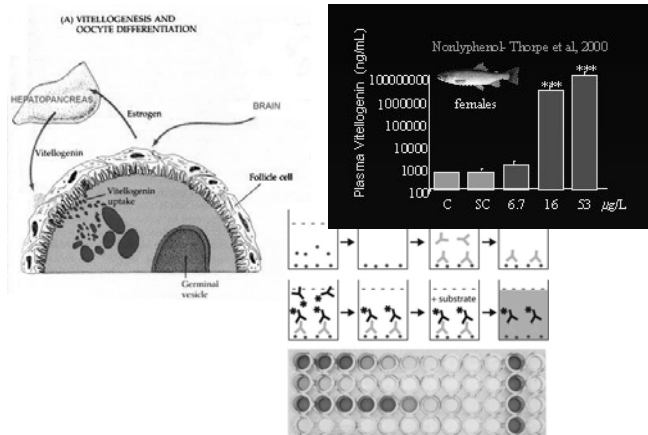 (A) VITELLOGENESIS AND
OOCYTE DIFFERENTIATION
HEPATOPANCREAS
BRAIN
Estrogen
Vitellogenin
Follicle cell
Vitellogenin
uptake
Germinal
vesicle
Nonlyphenol- Thorpe et al, 2000
Plasma Vitellogenin (ng/mL)
***
***
100000000
1000000
100000
10000
1000
100
females
C SC 6.7 16 53 µg/L
+ substrate